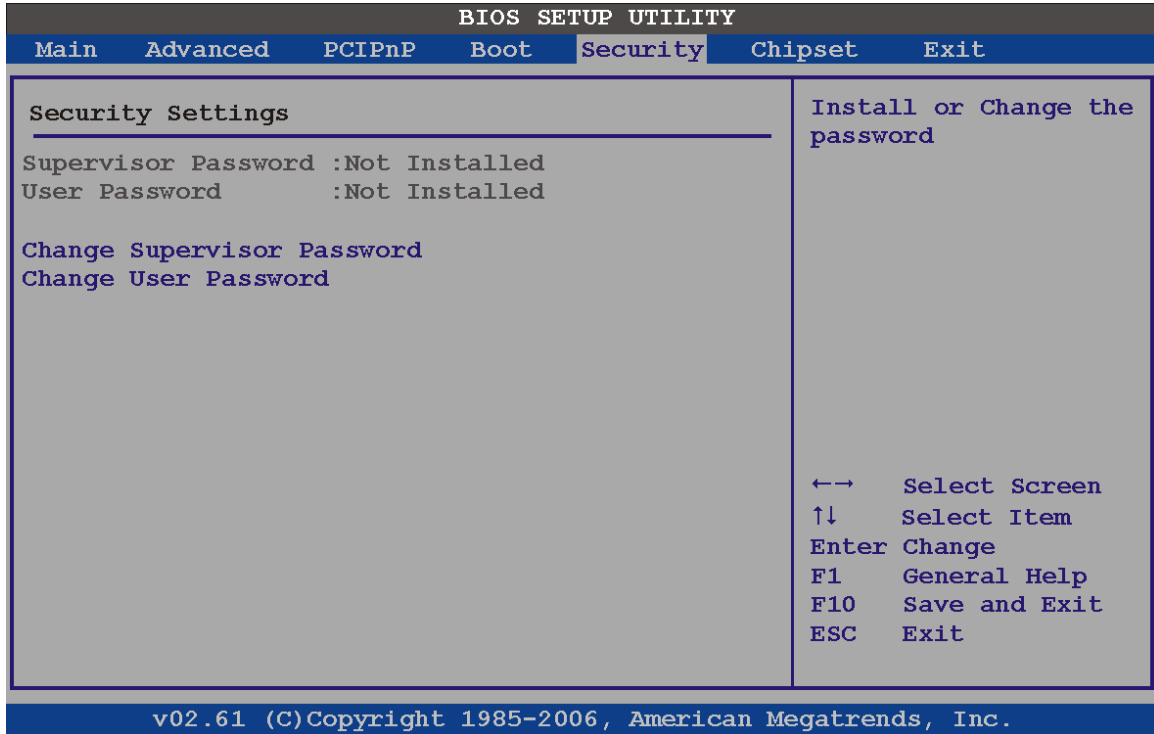 BIOS SETUP UTILITY
Main Advanced PCIPnP Boot Security Chipset Exit
Security Settings
Supervisor Password :Not Installed
User Password :Not Installed
Change Supervisor Password
Change User Password
Install or Change the
password
←→ Select Screen
↑↓ Select Item
Enter Change
F1 General Help
F10 Save and Exit
ESC Exit
v02.61 (C)Copyright 1985-2006, American Megatrends, Inc.